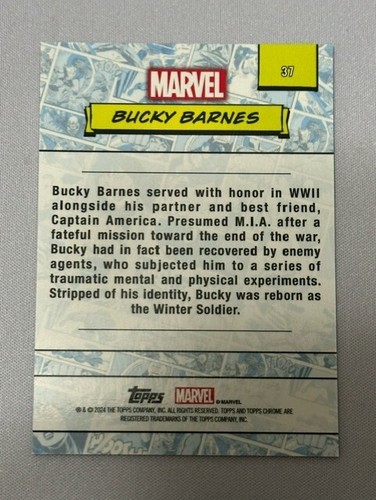 37
MARVEL
BUCKY BARNES
Bucky Barnes served with honor in WWII
alongside his partner and best friend,
Captain America. Presumed M.I.A. after a
fateful mission toward the end of the war,
Bucky had in fact been recovered by enemy
agents, who subjected him to a series of
traumatic mental and physical experiments.
Stripped of his identity, Bucky was reborn as
the Winter Soldier.
Topps MARVEL © MARVEL
® & © 2024 THE TOPPS COMPANY, INC. ALL RIGHTS RESERVED. TOPPS AND TOPPS CHROME ARE
REGISTERED TRADEMARKS OF THE TOPPS COMPANY, INC.